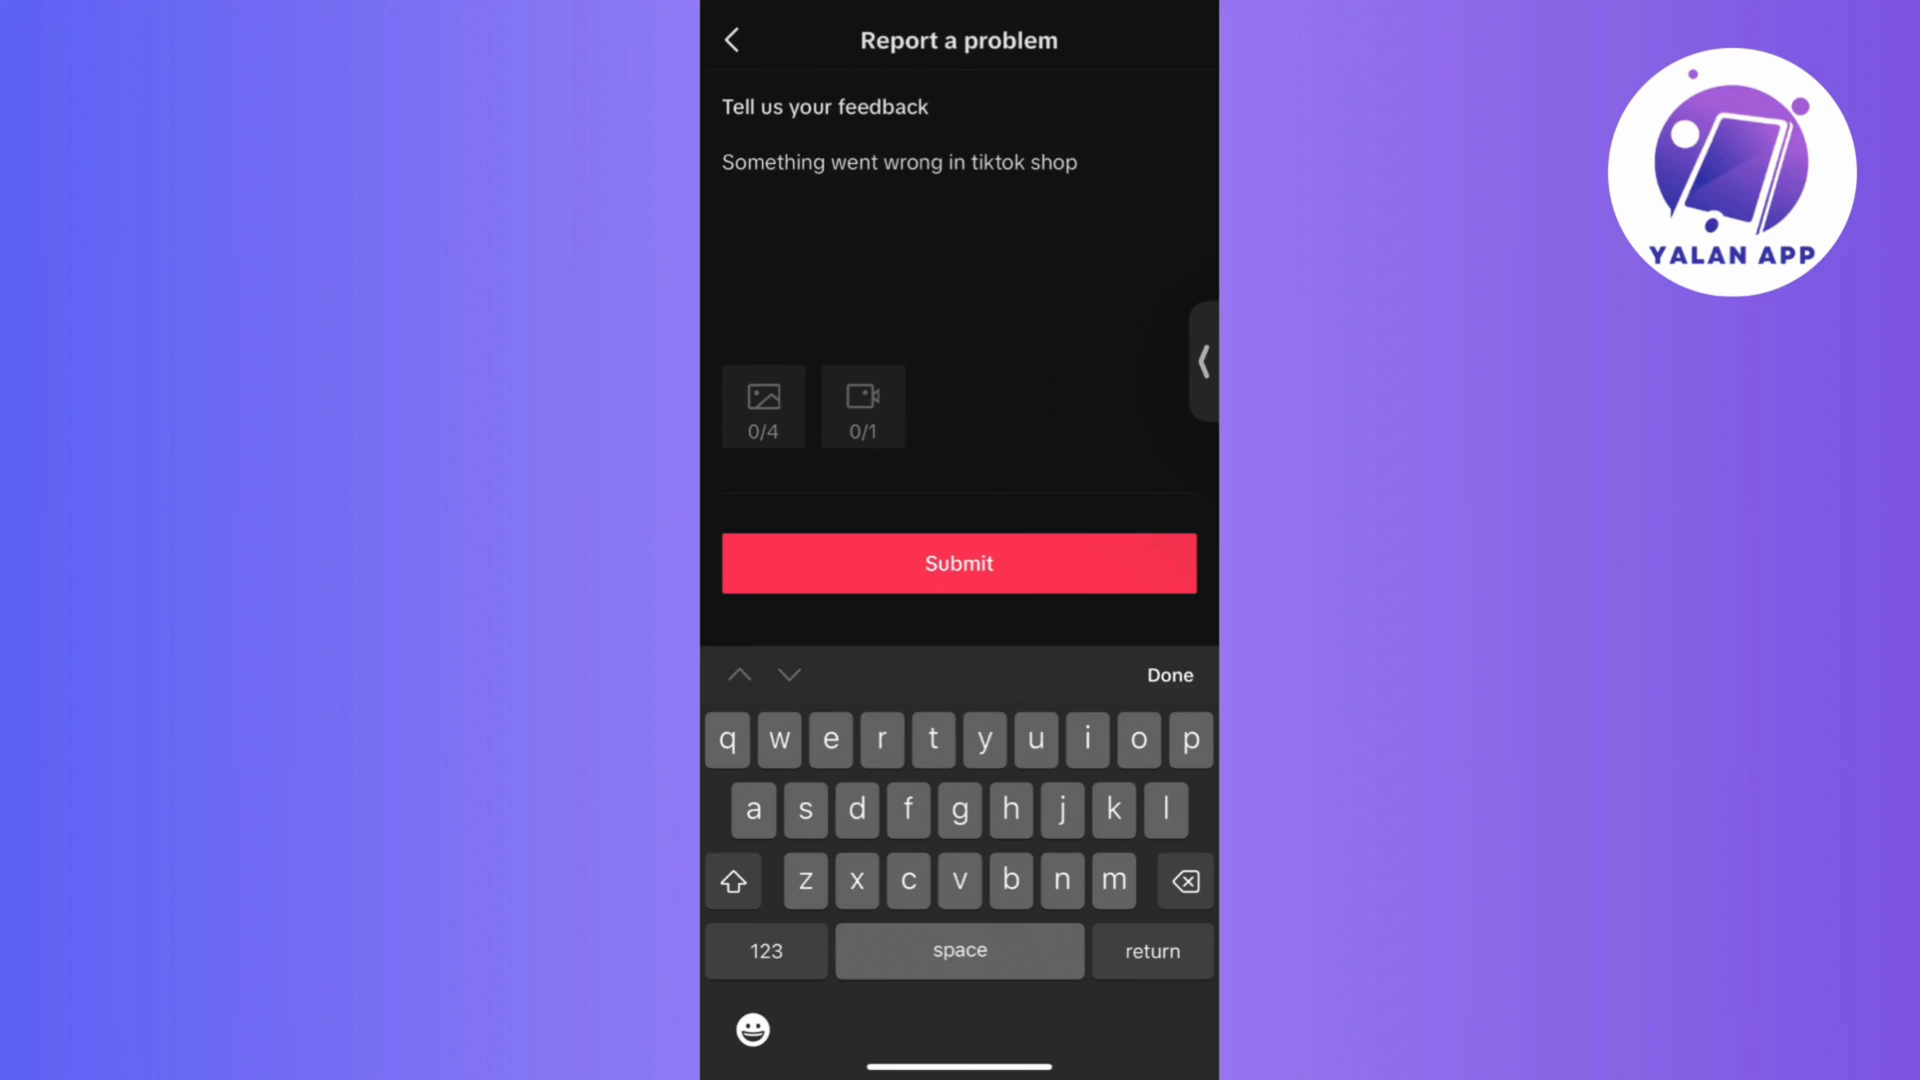 Report a problem
Tell us your feedback
Something went wrong in tiktok shop
0/4 0/1
Submit
Done
q w e r t y u i o p
a s d f g h j k l
z x c v b n m
123 space return
YALAN APP